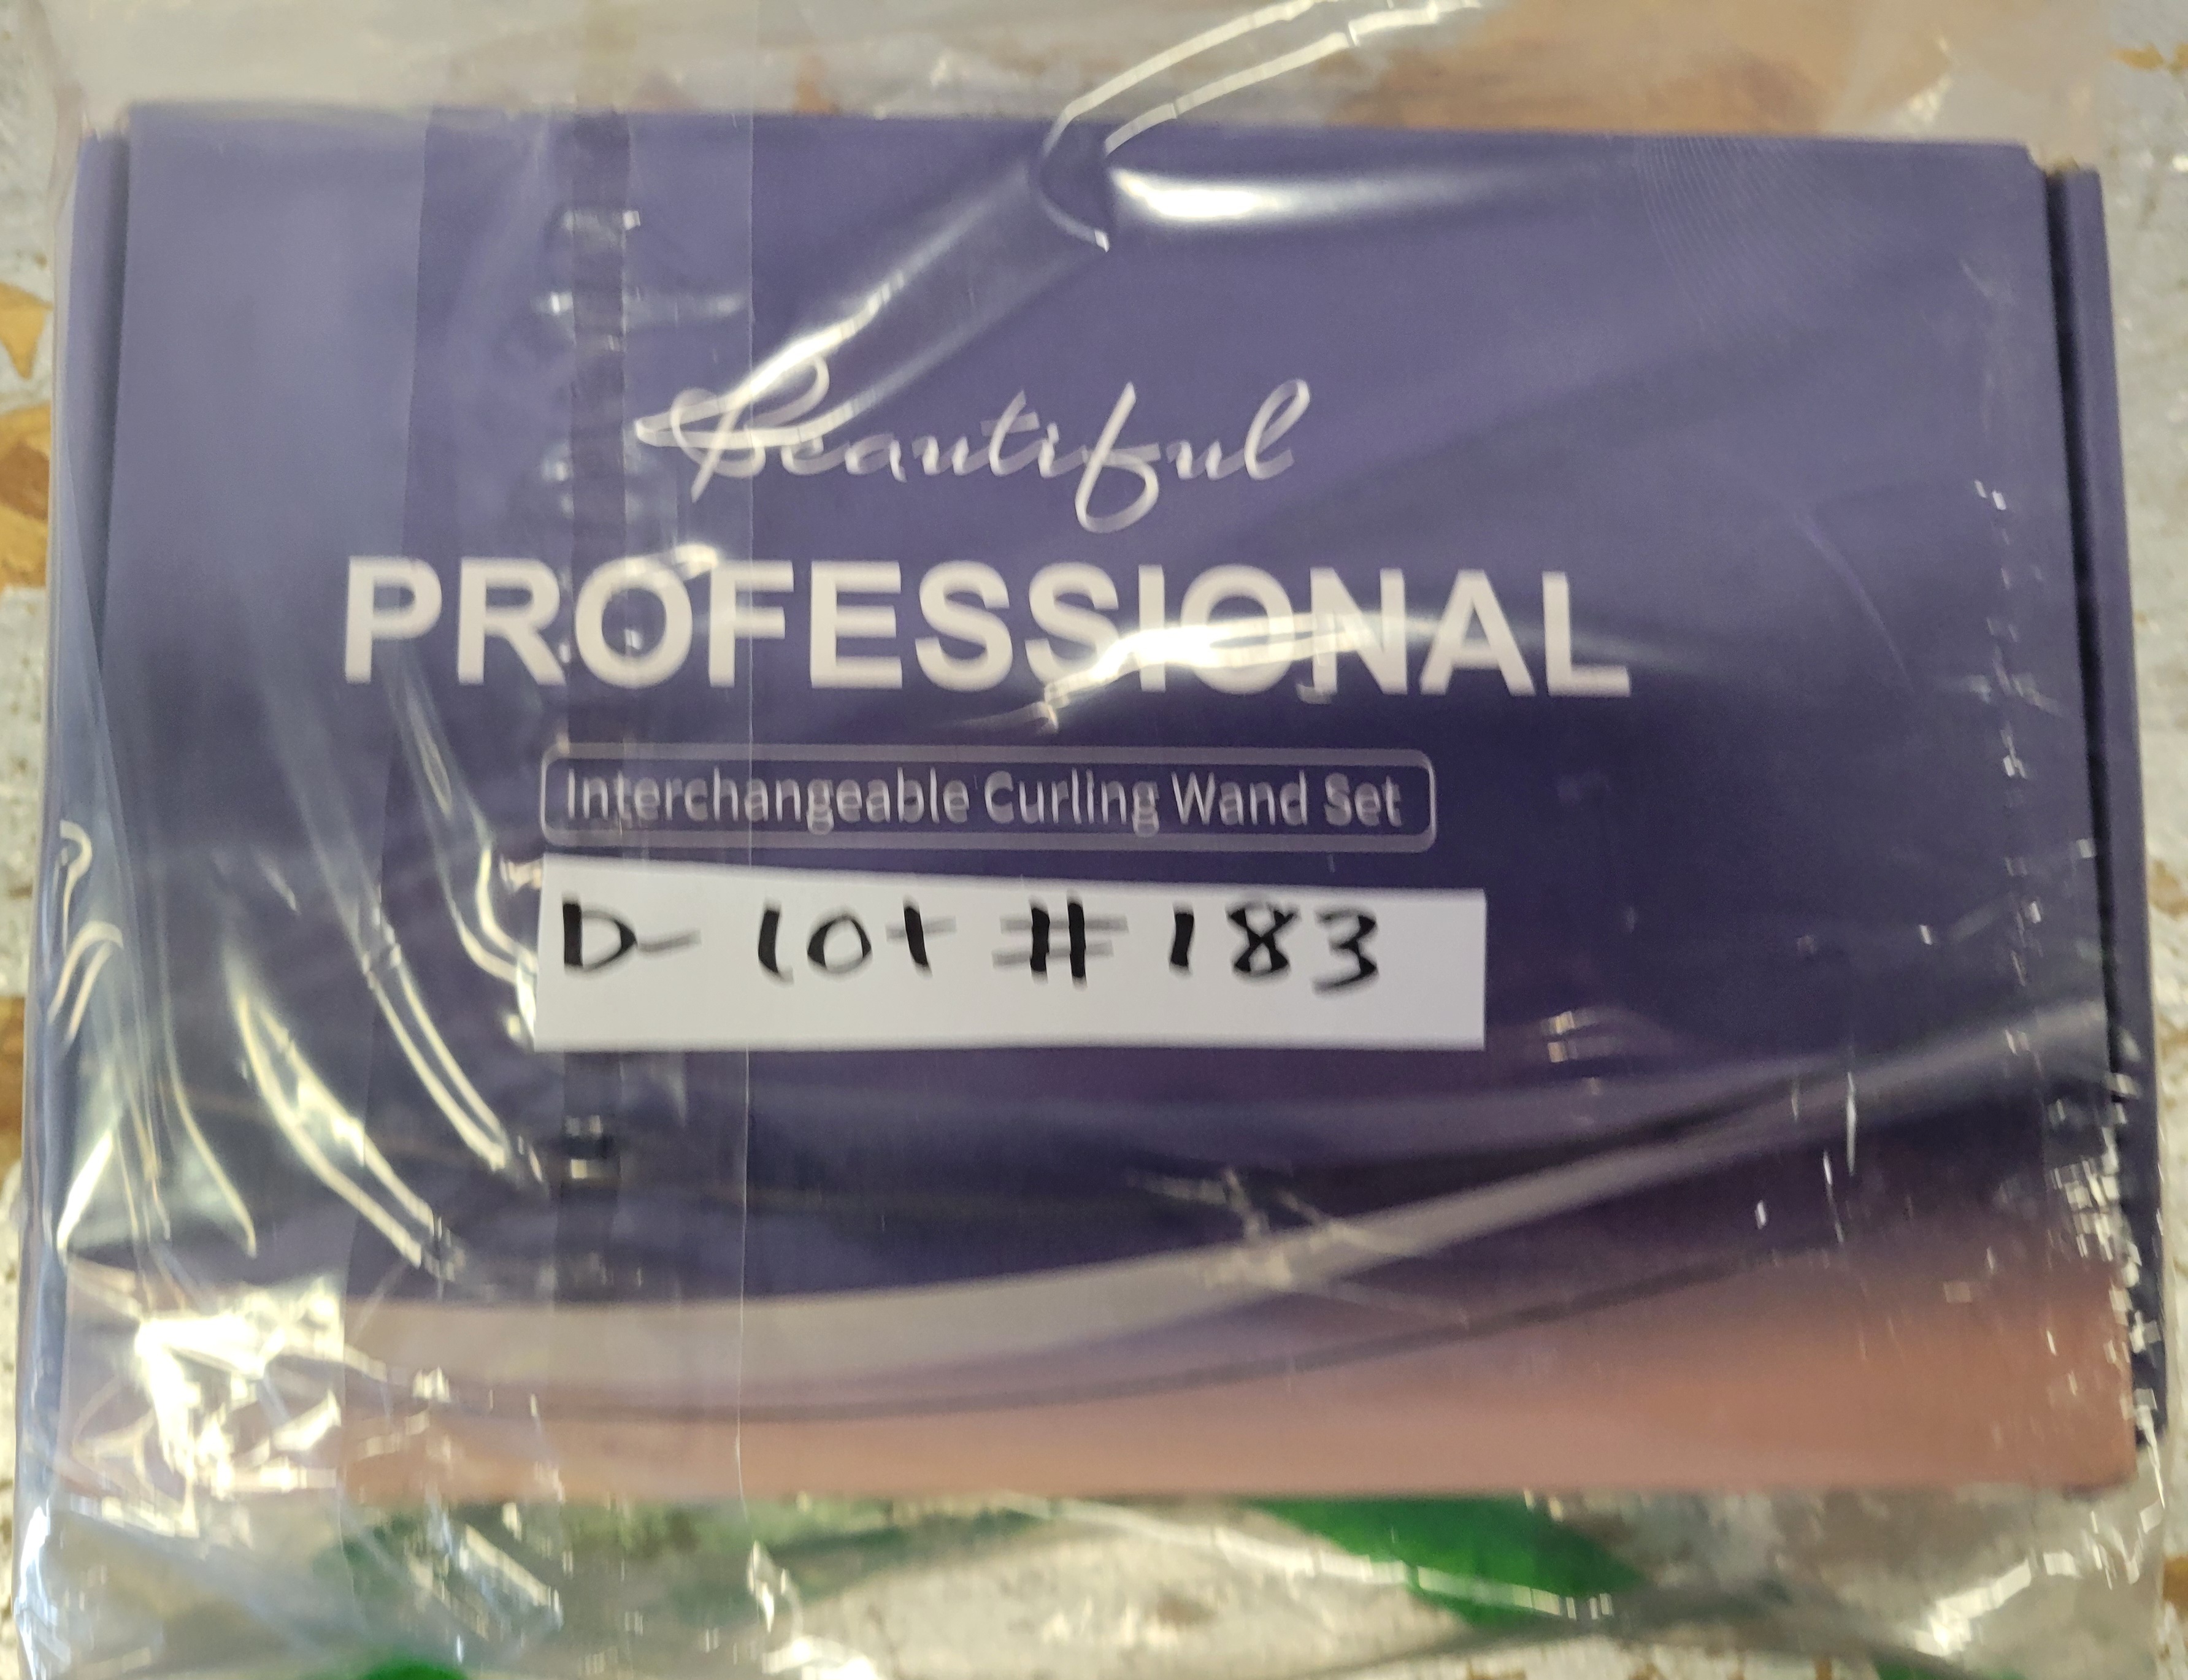 Beautiful
PROFESSIONAL
Interchangeable Curling Wand Set
D- lot # 183